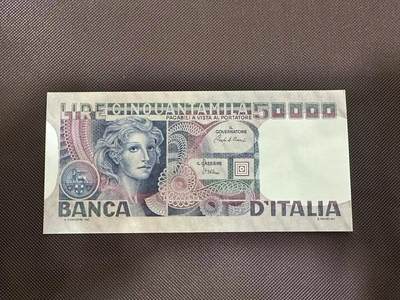 LIRE CINQUANTAMILA 50000
PAGABILI A VISTA AL PORTATORE
IL GOVERNATORE
IL CASSIERE
BANCA D'ITALIA